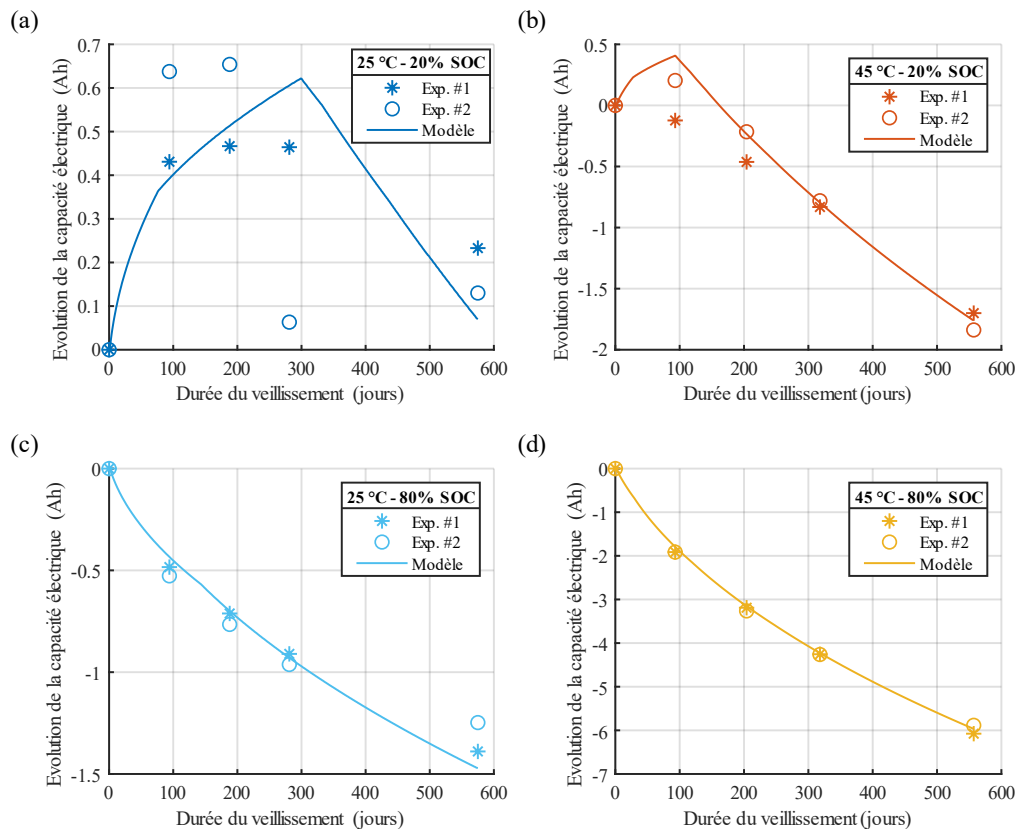 (a)
Evolution de la capacité électrique (Ah)
0.7
0.6
0.5
0.4
0.3
0.2
0.1
0
0 100 200 300 400 500 600
Durée du veillissement (jours)
25 °C - 20% SOC
Exp. #1
Exp. #2
Modèle
(b)
Evolution de la capacité électrique (Ah)
0.5
0
-0.5
-1
-1.5
-2
0 100 200 300 400 500 600
Durée du veillissement (jours)
45 °C - 20% SOC
Exp. #1
Exp. #2
Modèle
(c)
Evolution de la capacité électrique (Ah)
0
-0.5
-1
-1.5
0 100 200 300 400 500 600
Durée du veillissement (jours)
25 °C - 80% SOC
Exp. #1
Exp. #2
Modèle
(d)
Evolution de la capacité électrique (Ah)
0
-1
-2
-3
-4
-5
-6
-7
0 100 200 300 400 500 600
Durée du veillissement (jours)
45 °C - 80% SOC
Exp. #1
Exp. #2
Modèle